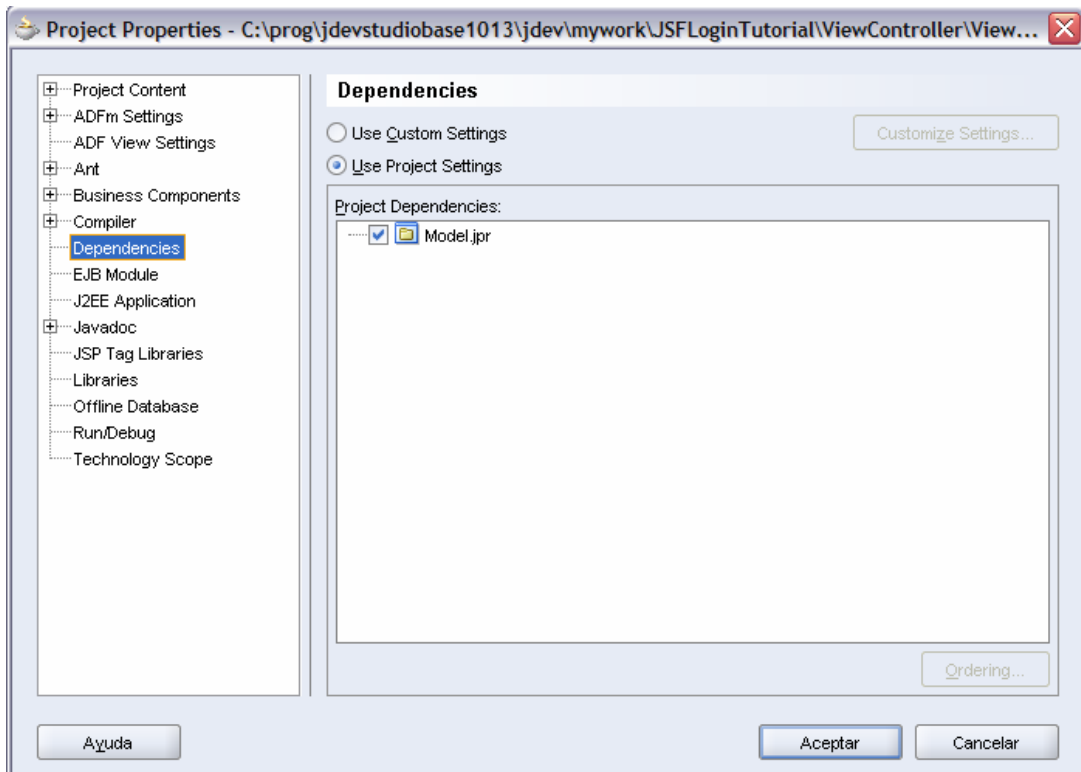 Project Properties - C:\prog\jdevstudiobase1013\jdev\mywork\JSFLoginTutorial\ViewController\View...
Project Content
ADFm Settings
ADF View Settings
Ant
Business Components
Compiler
Dependencies
EJB Module
J2EE Application
Javadoc
JSP Tag Libraries
Libraries
Offline Database
Run/Debug
Technology Scope
Dependencies
Use Custom Settings
Customize Settings...
Use Project Settings
Project Dependencies:
Model.jpr
Ordering...
Ayuda
Aceptar
Cancelar